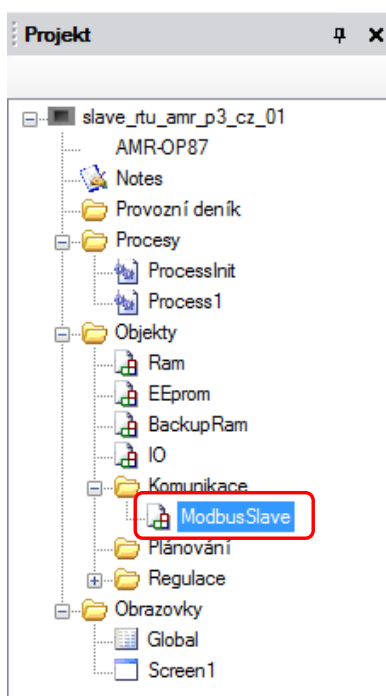 Projekt
slave_rtu_amr_p3_cz_01
AMR-OP87
Notes
Provozní deník
Procesy
ProcessInit
Process1
Objekty
Ram
EEprom
BackupRam
IO
Komunikace
ModbusSlave
Plánování
Regulace
Obrazovky
Global
Screen1